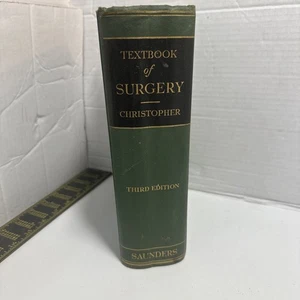 TEXTBOOK
of
SURGERY
CHRISTOPHER
THIRD EDITION
SAUNDERS